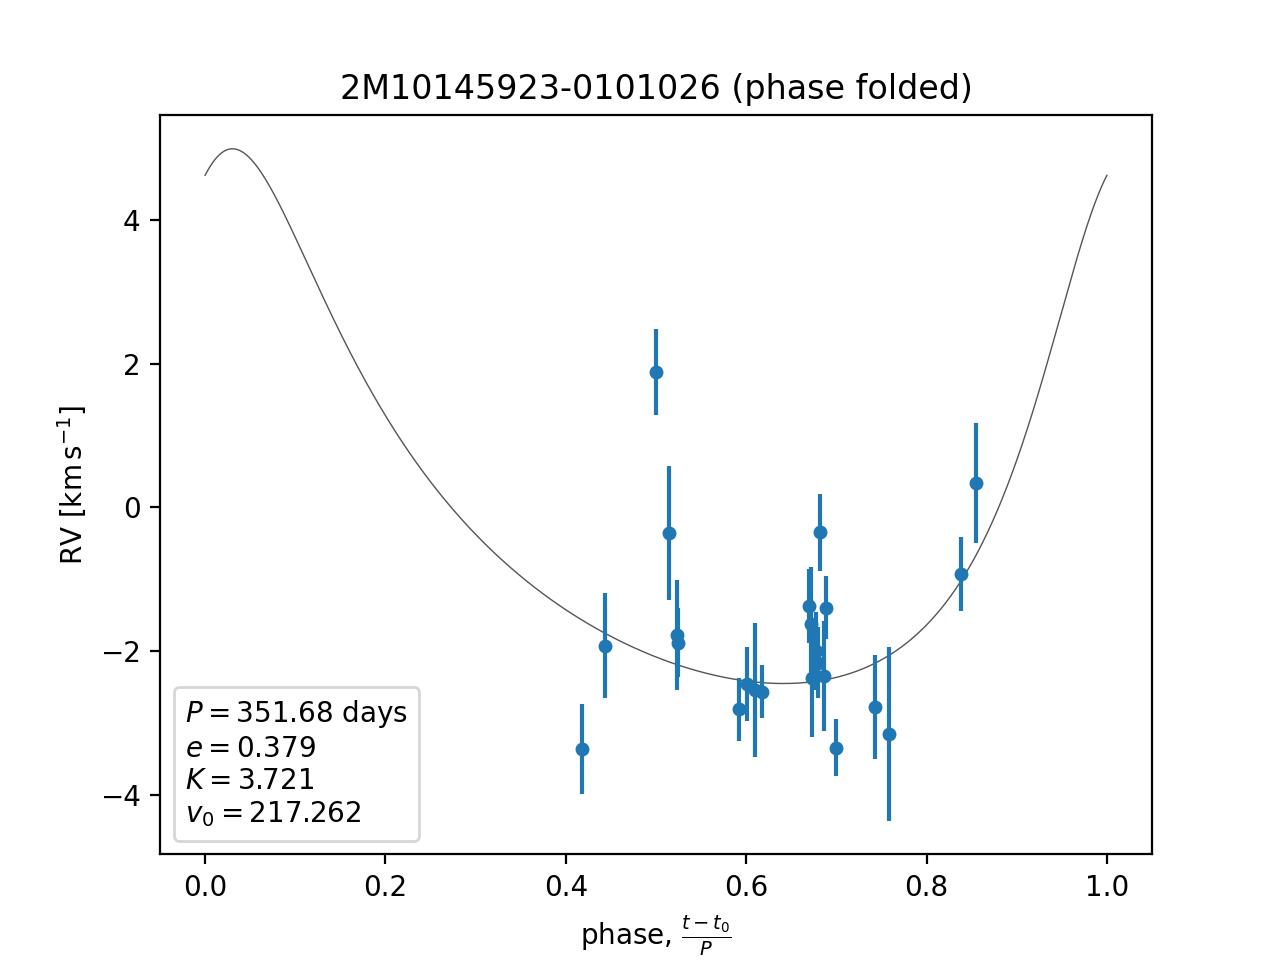 2M10145923-0101026 (phase folded)
4
2
0
−2
−4
RV [km s⁻¹]
P = 351.68 days
e = 0.379
K = 3.721
v₀ = 217.262
0.0 0.2 0.4 0.6 0.8 1.0
phase, (t − t₀)/P